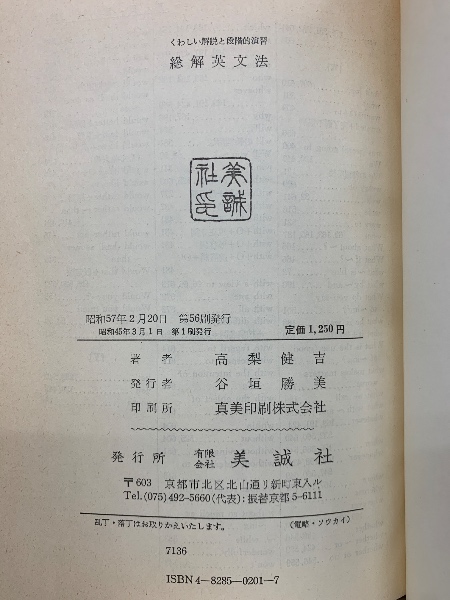 くわしい解説と段階的演習
総解英文法
美誠
社印
昭和57年2月20日 第56刷発行
昭和45年3月1日 第1刷発行
定価1,250円
著者 高梨健吉
発行者 谷垣勝美
印刷所 真美印刷株式会社
発行所 有限会社 美誠社
〒603 京都市北区北山通り新町東入ル
Tel.(075)492-5660(代表):振替京都5-6111
乱丁・落丁はお取りかえいたします。 (電略・ソウカイ)
7136
ISBN4-8285-0201-7